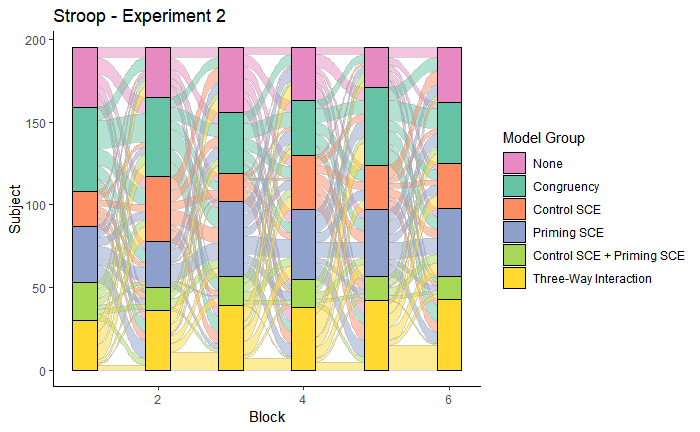 Stroop - Experiment 2
200
150
100
50
0
Subject
2
4
6
Block
Model Group
None
Congruency
Control SCE
Priming SCE
Control SCE + Priming SCE
Three-Way Interaction